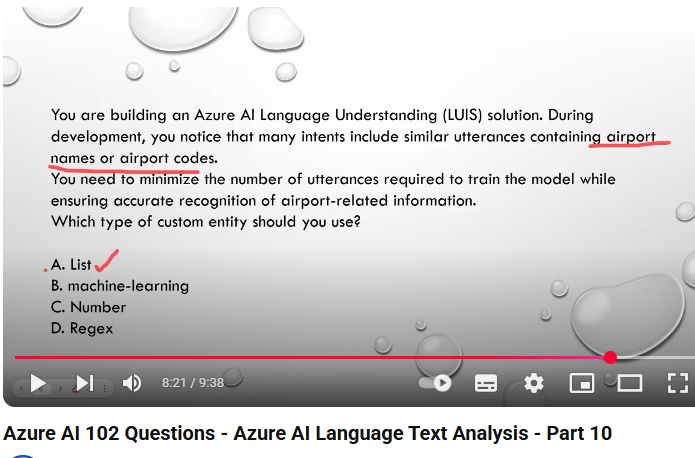 You are building an Azure AI Language Understanding (LUIS) solution. During
development, you notice that many intents include similar utterances containing airport
names or airport codes.
You need to minimize the number of utterances required to train the model while
ensuring accurate recognition of airport-related information.
Which type of custom entity should you use?
A. List
B. machine-learning
C. Number
D. Regex
8:21 / 9:38
Azure AI 102 Questions - Azure AI Language Text Analysis - Part 10